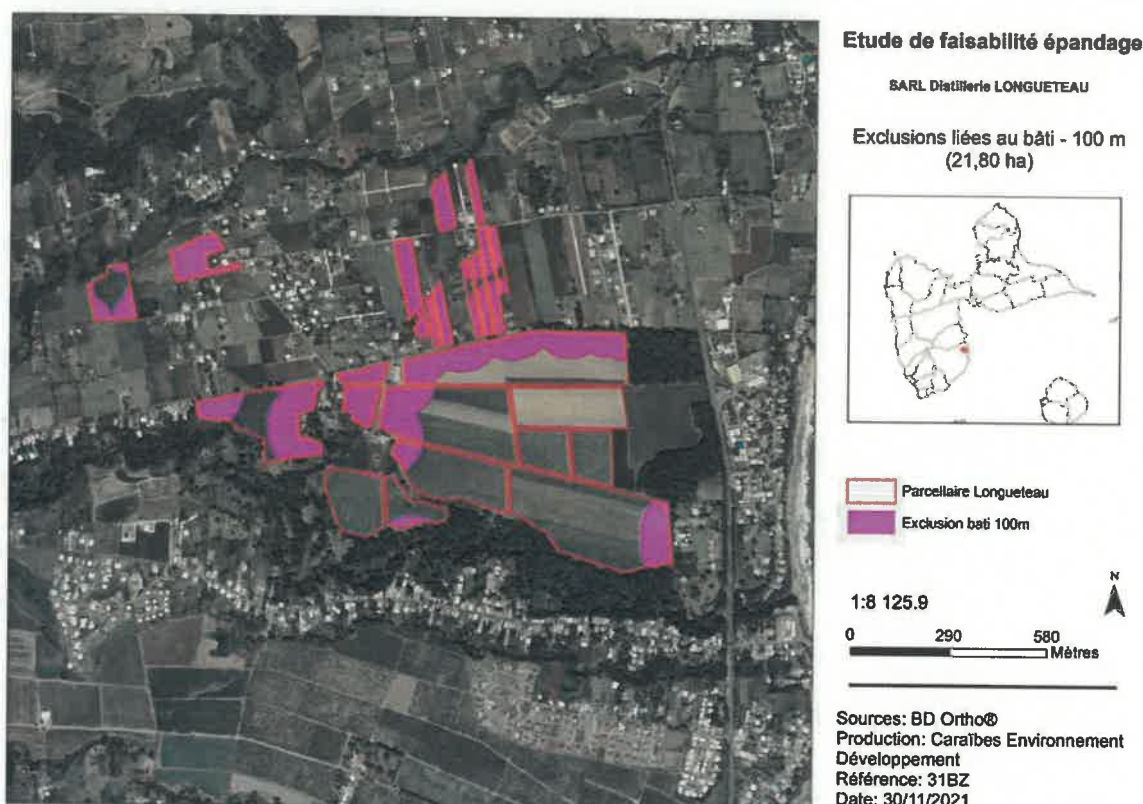 Etude de faisabilité épandage
SARL Distillerie LONGUETEAU
Exclusions liées au bâti - 100 m
(21,80 ha)
Parcellaire Longueteau
Exclusion bati 100m
N
1:8 125.9
0 290 580
Mètres
Sources: BD Ortho®
Production: Caraïbes Environnement
Développement
Référence: 31BZ
Date: 30/11/2021